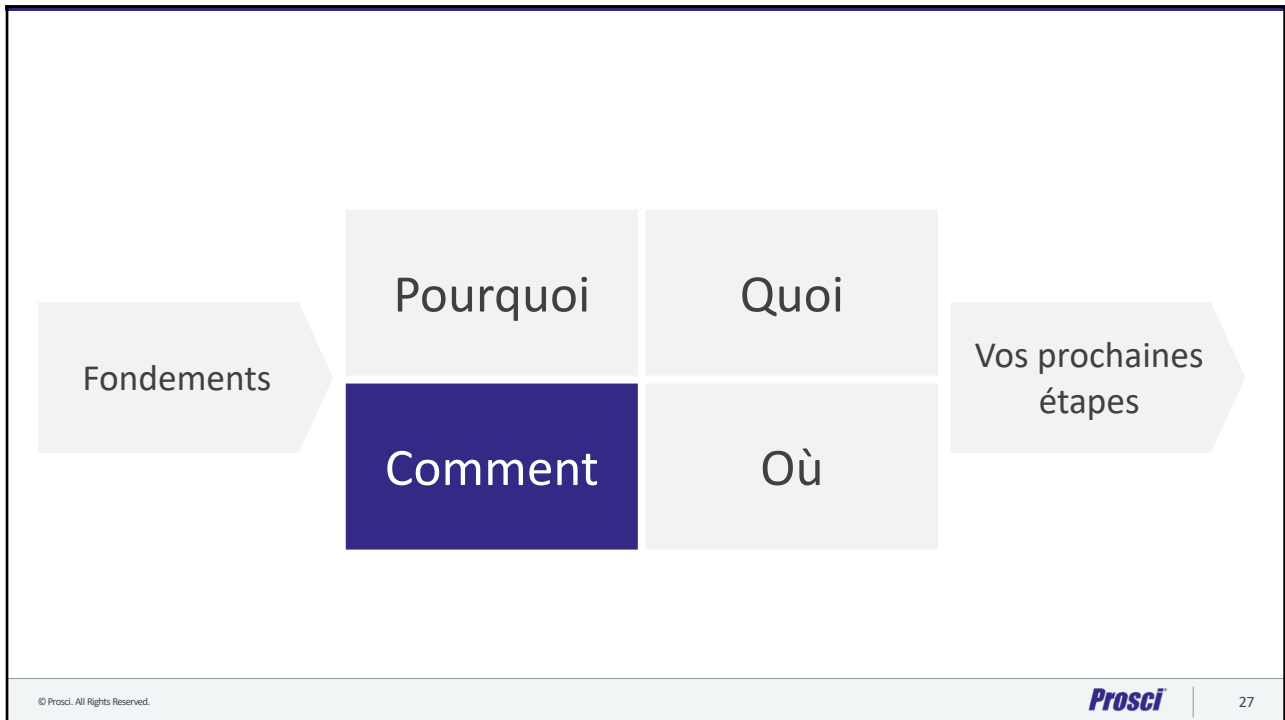 Fondements
Pourquoi
Quoi
Comment
Où
Vos prochaines
étapes
© Prosci. All Rights Reserved.
Prosci
27